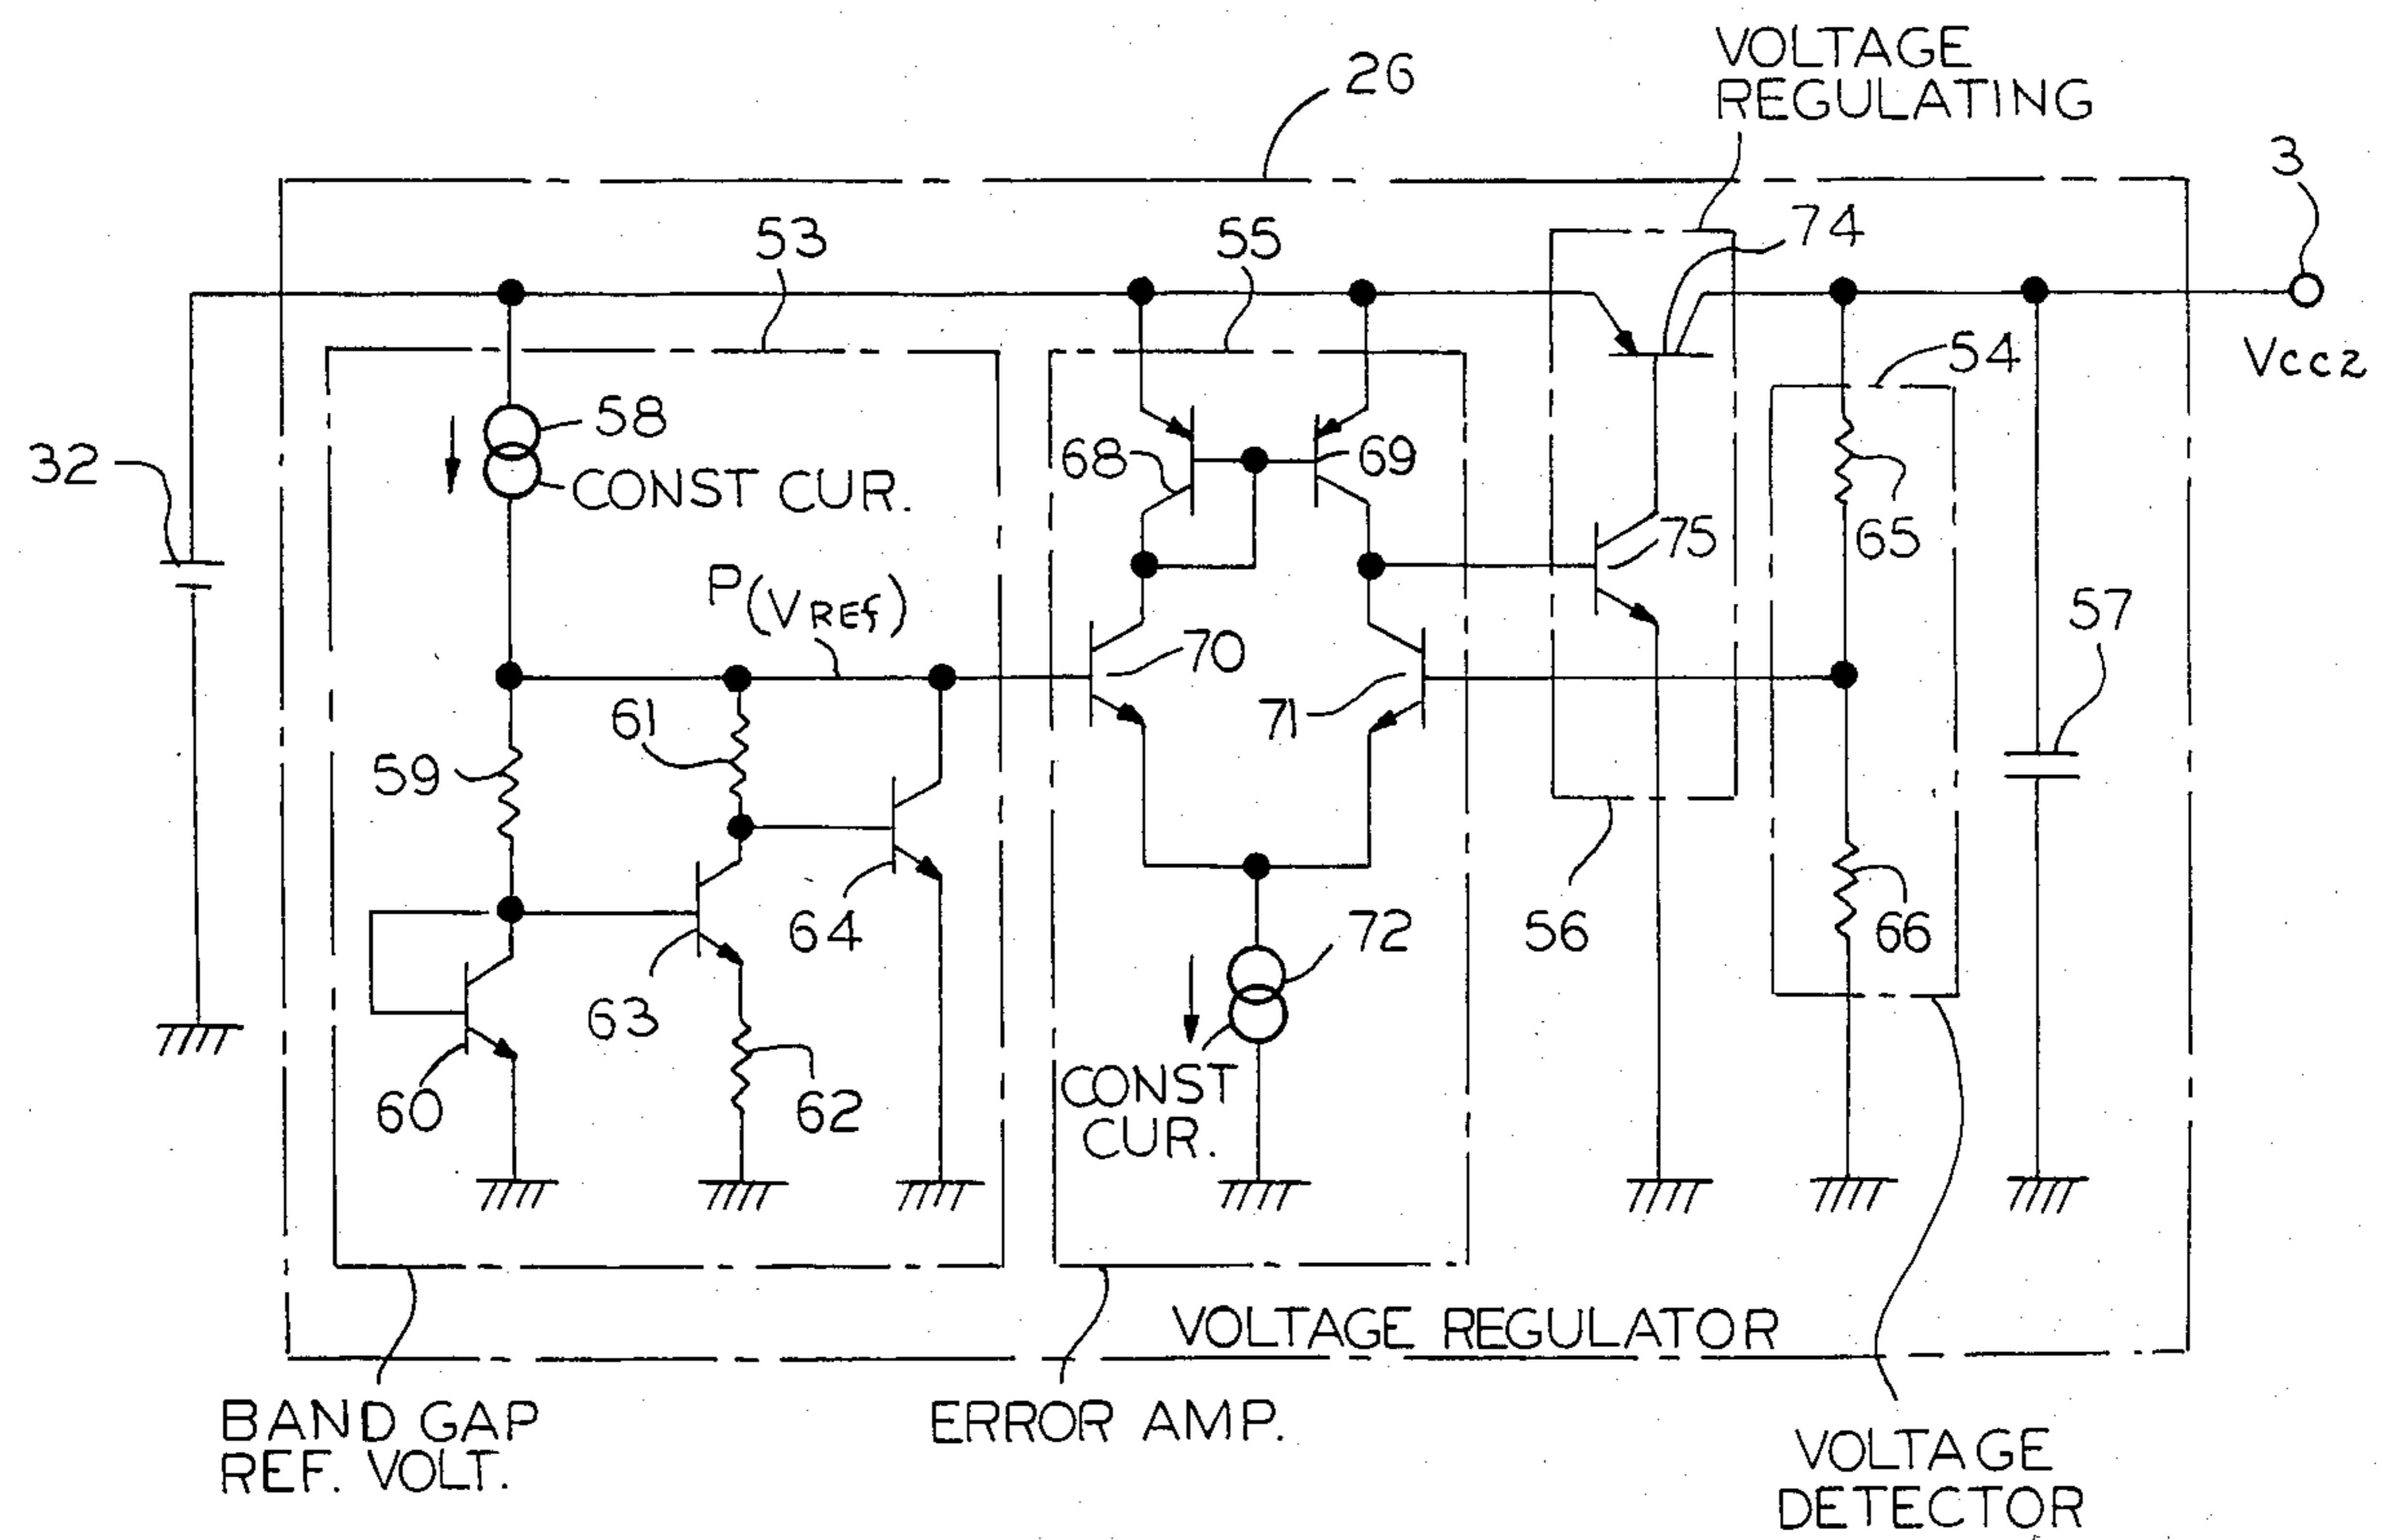 26
VOLTAGE
REGULATING
3
53
55
74
54
Vcc2
58
CONST CUR.
32
68
69
75
65
P(VREf)
57
70
61
71
59
64
56
72
66
63
60
62
CONST
CUR.
VOLTAGE REGULATOR
BAND GAP
REF. VOLT.
ERROR AMP.
VOLTAGE
DETECTOR